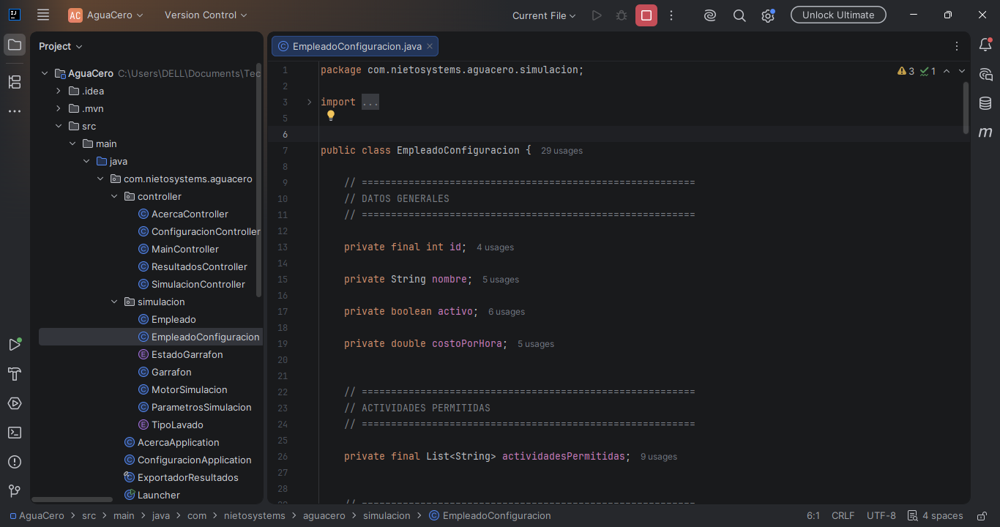 AC AguaCero Version Control Current File Unlock Ultimate
Project
EmpleadoConfiguracion.java
AguaCero C:\Users\DELL\Documents\Tec
.idea
.mvn
src
main
java
com.nietosystems.aguacero
controller
AcercaController
ConfiguracionController
MainController
ResultadosController
SimulacionController
simulacion
Empleado
EmpleadoConfiguracion
EstadoGarrafon
Garrafon
MotorSimulacion
ParametrosSimulacion
TipoLavado
AcercaApplication
ConfiguracionApplication
ExportadorResultados
Launcher
3 1
1 package com.nietosystems.aguacero.simulacion;
2
3 import ...
5
6
7 public class EmpleadoConfiguracion { 29 usages
8
9 // =========================================================
10 // DATOS GENERALES
11 // =========================================================
12
13 private final int id; 4 usages
14
15 private String nombre; 5 usages
16
17 private boolean activo; 6 usages
18
19 private double costoPorHora; 5 usages
20
21
22 // =========================================================
23 // ACTIVIDADES PERMITIDAS
24 // =========================================================
25
26 private final List<String> actividadesPermitidas; 9 usages
27
28
29 // =========================================================
AguaCero > src > main > java > com > nietosystems > aguacero > simulacion > EmpleadoConfiguracion 6:1 CRLF UTF-8 4 spaces